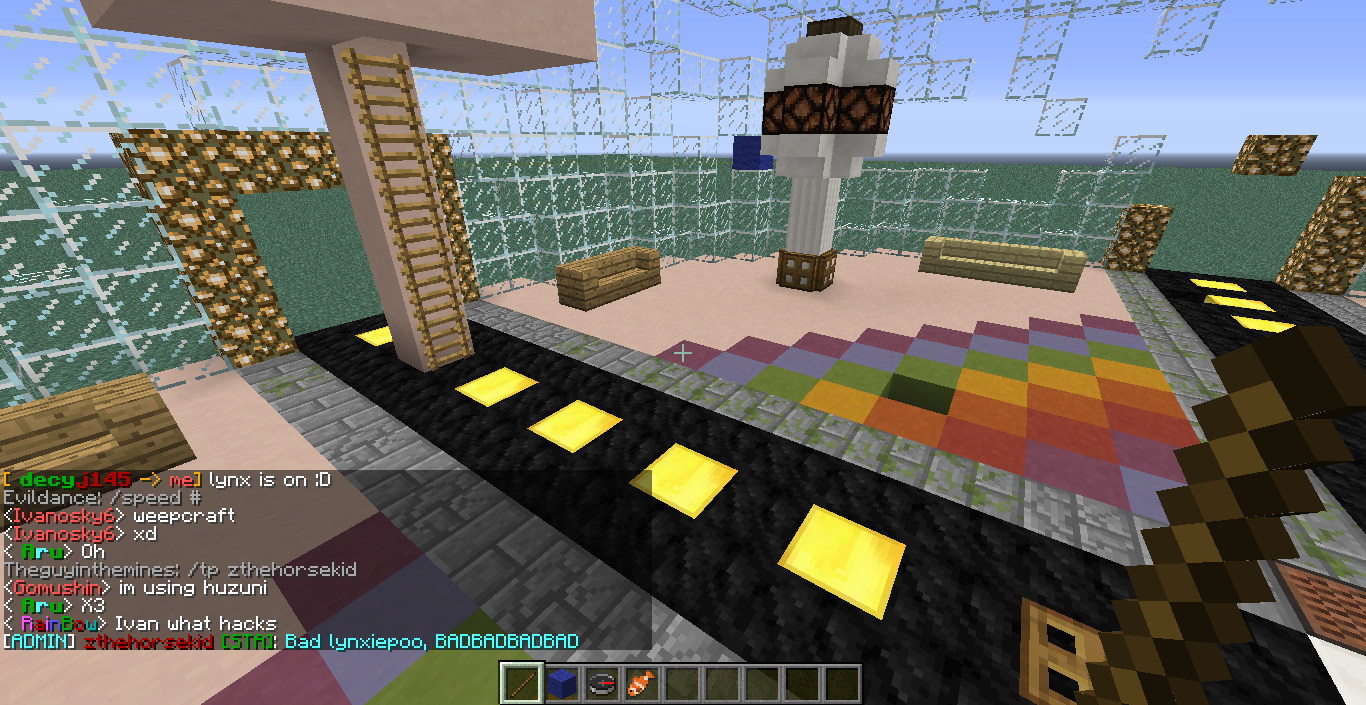 [ decyj145 -> me] lynx is on :D
Evildance: /speed #
<Ivanosky6> weepcraft
<Ivanosky6> xd
< Aru> Oh
Theguyinthemines: /tp zthehorsekid
<Gomushin> im using huzuni
< Aru> X3
< RainBow> Ivan what hacks
[ADMIN] zthehorsekid [STA]: Bad lynxiepoo, BADBADBADBAD